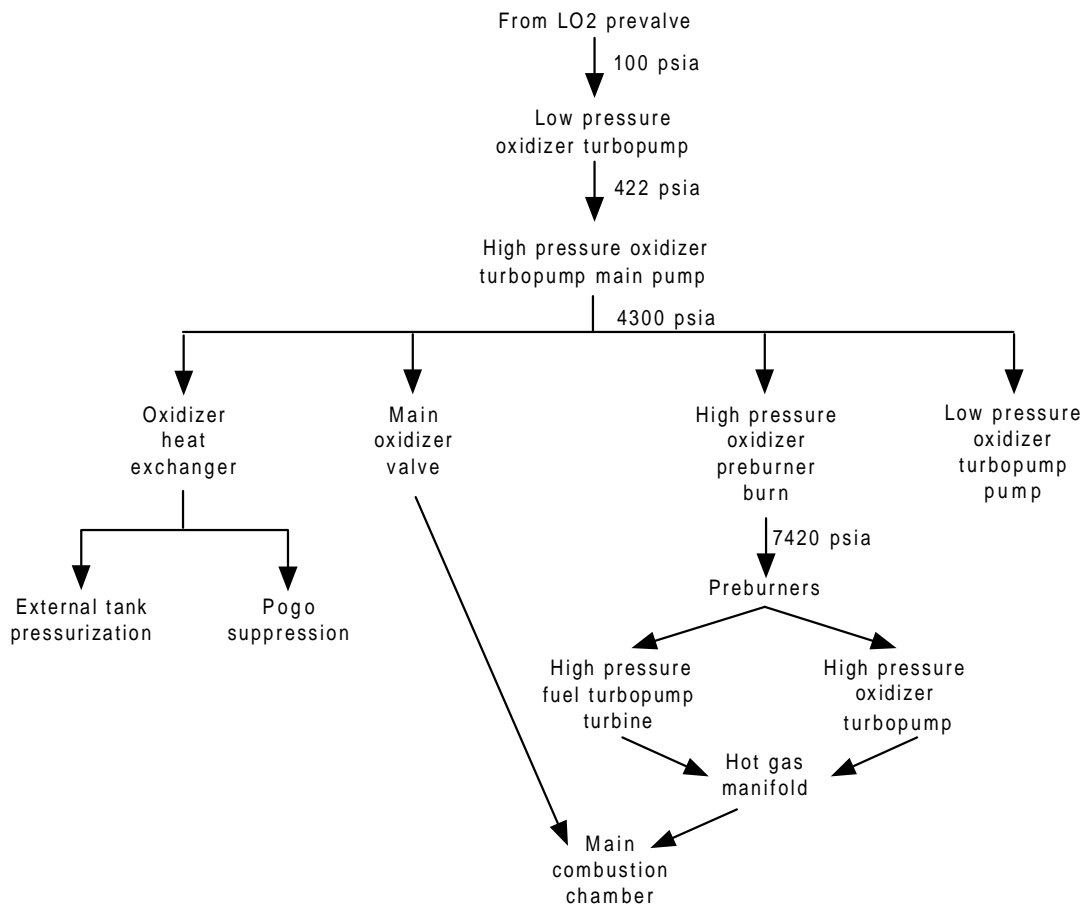 From LO2 prevalve
100 psia
Low pressure
oxidizer turbopump
422 psia
High pressure oxidizer
turbopump main pump
4300 psia
Oxidizer
heat
exchanger
Main
oxidizer
valve
High pressure
oxidizer
preburner
burn
Low pressure
oxidizer
turbopump
pump
7420 psia
External tank
pressurization
Pogo
suppression
Preburners
High pressure
fuel turbopump
turbine
High pressure
oxidizer
turbopump
Hot gas
manifold
Main
combustion
chamber